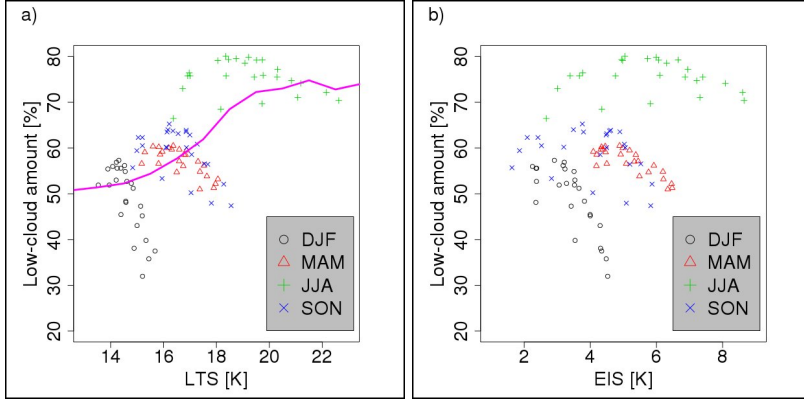 a)
Low-cloud amount [%]
80
70
60
50
40
30
20
14 16 18 20 22
LTS [K]
DJF
MAM
JJA
SON
b)
Low-cloud amount [%]
80
70
60
50
40
30
20
2 4 6 8
EIS [K]
DJF
MAM
JJA
SON